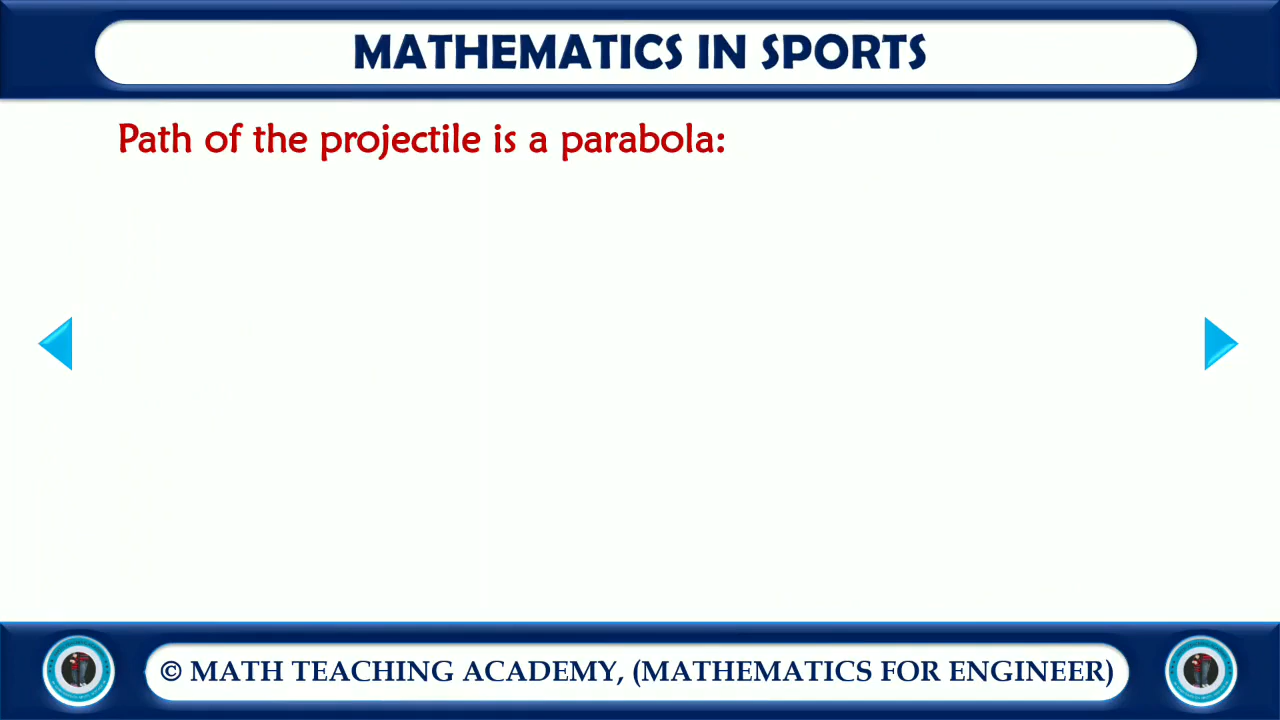 MATHEMATICS IN SPORTS
Path of the projectile is a parabola:
© MATH TEACHING ACADEMY, (MATHEMATICS FOR ENGINEER)